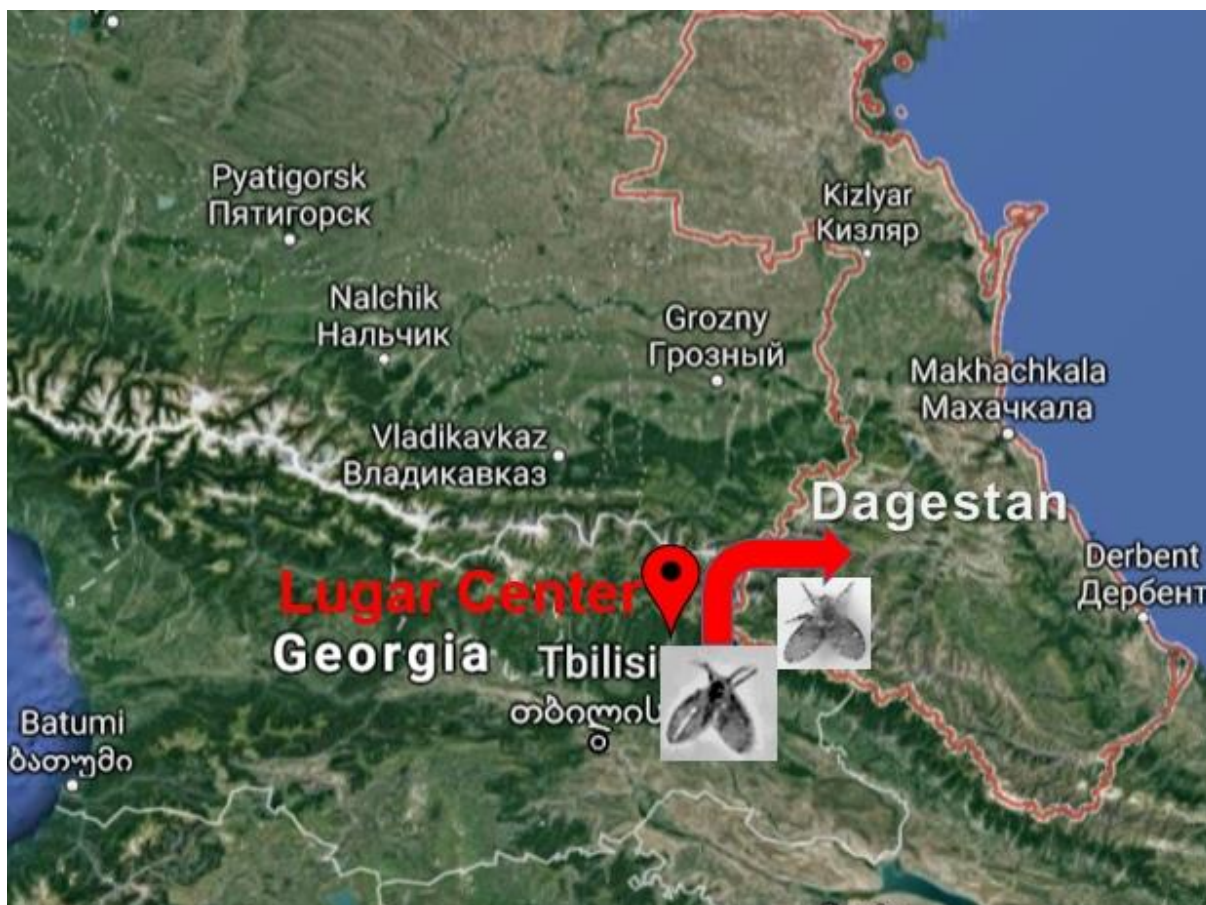 Pyatigorsk
Пятигорск
Kizlyar
Кизляр
Nalchik
Нальчик
Grozny
Грозный
Makhachkala
Махачкала
Vladikavkaz
Владикавказ
Dagestan
Derbent
Дербент
Lugar Center
Georgia
Tbilisi
Batumi
ბათუმი